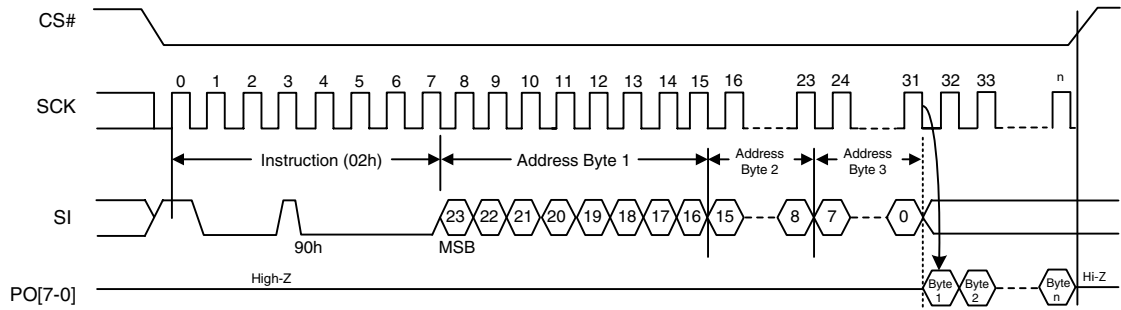 CS#
0 1 2 3 4 5 6 7 8 9 10 11 12 13 14 15 16 23 24 31 32 33 n
SCK
Instruction (02h) Address Byte 1 Address Byte 2 Address Byte 3
SI 23 22 21 20 19 18 17 16 15 8 7 0
90h MSB
High-Z Hi-Z
PO[7-0] Byte 1 Byte 2 Byte n